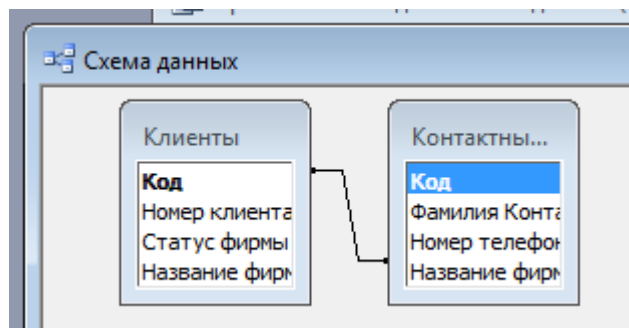 Схема данных
Клиенты
Код
Номер клиента
Статус фирмы
Название фирм
Контактны...
Код
Фамилия Конта
Номер телефон
Название фирм